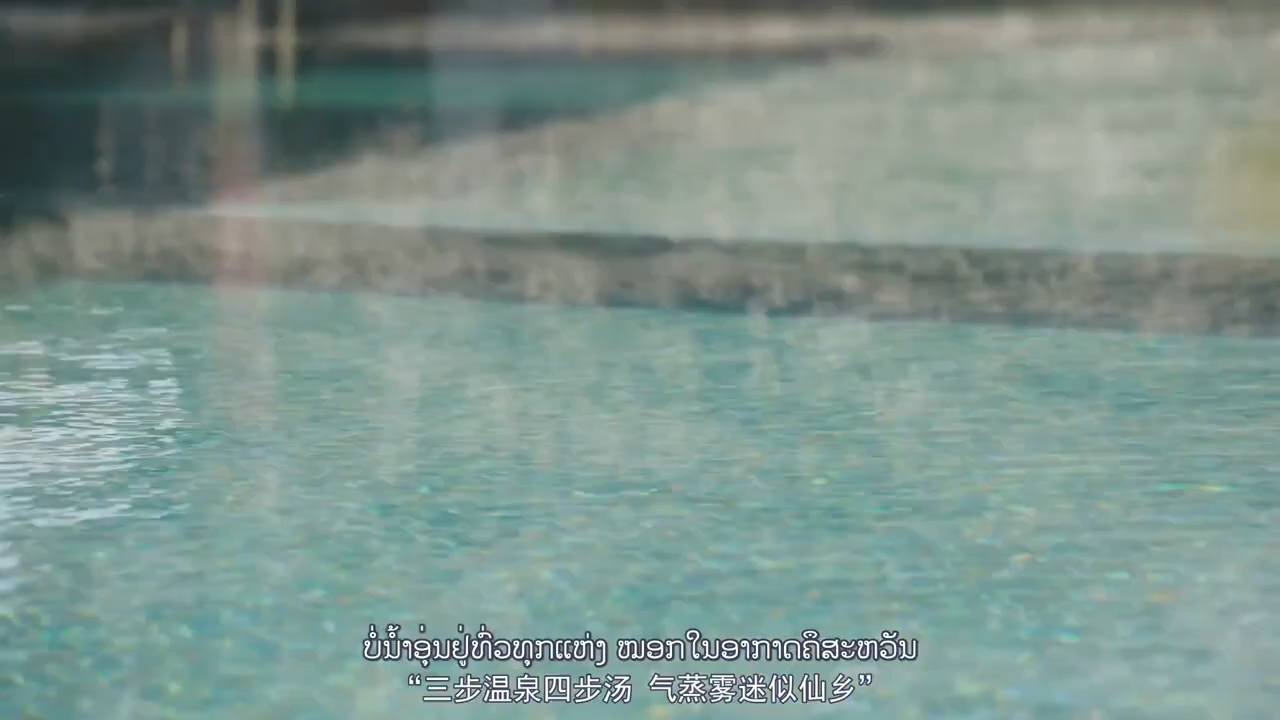 ບໍ່ນ້ຳອຸ່ນຢູ່ທົ່ວທຸກແຫ່ງ ໝອກໃນອາກາດຄືສະຫວັນ
“三步温泉四步汤 气蒸雾迷似仙乡”